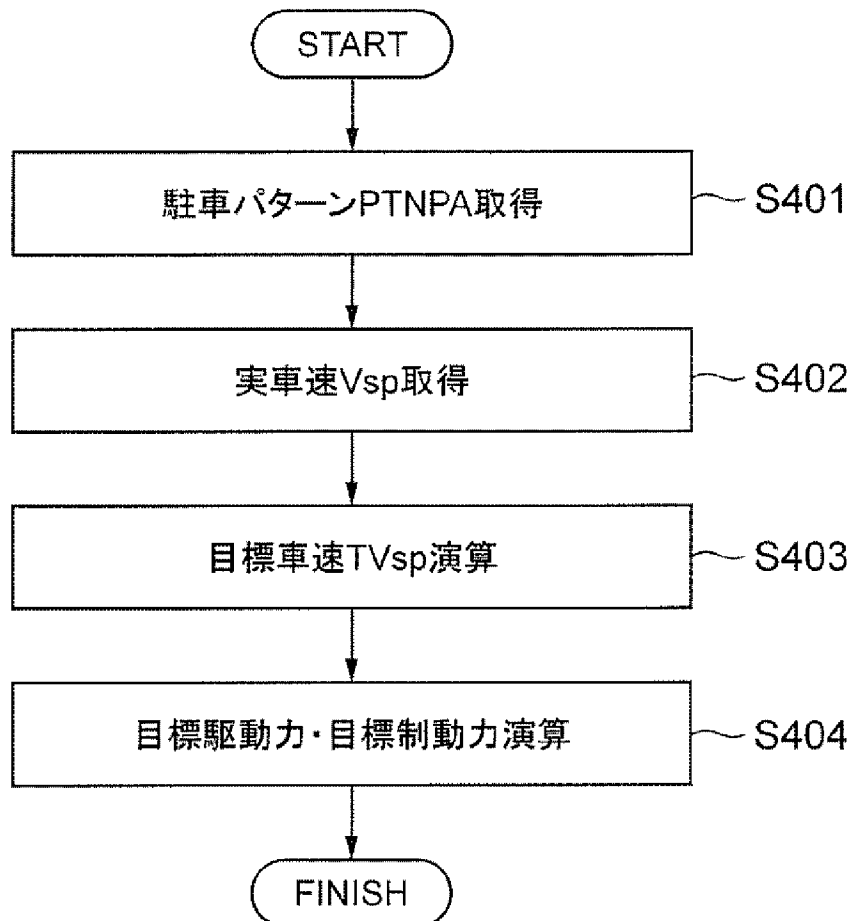 START
駐車パターンPTNPA取得
S401
実車速Vsp取得
S402
目標車速TVsp演算
S403
目標駆動力・目標制動力演算
S404
FINISH